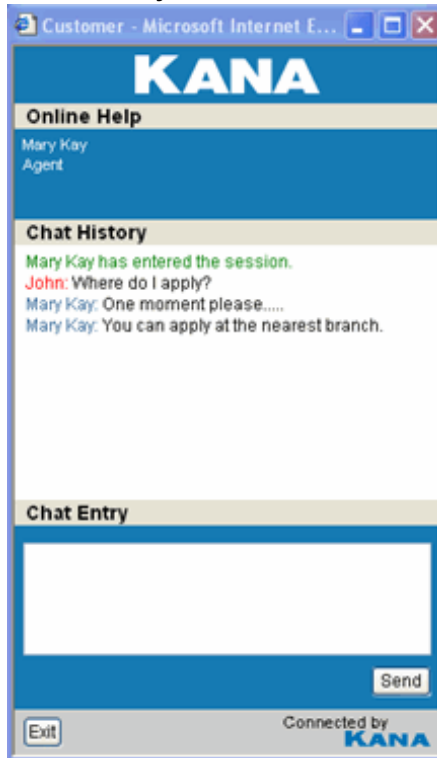 Customer - Microsoft Internet E...
KANA
Online Help
Mary Kay
Agent
Chat History
Mary Kay has entered the session.
John: Where do I apply?
Mary Kay: One moment please.....
Mary Kay: You can apply at the nearest branch.
Chat Entry
Send
Exit
Connected by
KANA